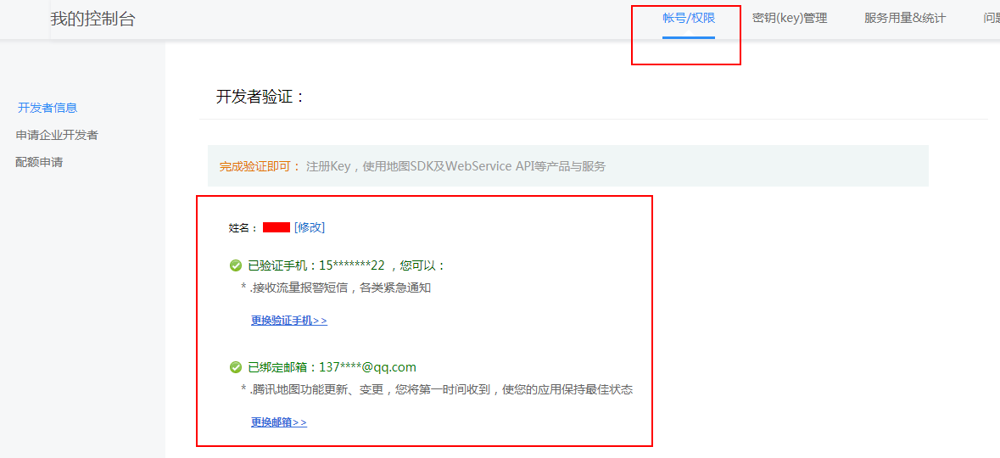 我的控制台 帐号/权限 密钥(key)管理 服务用量&统计
开发者信息
申请企业开发者
配额申请
开发者验证：
完成验证即可： 注册Key，使用地图SDK及WebService API等产品与服务
姓名： [修改]
已验证手机：15*******22 ，您可以：
* .接收流量报警短信，各类紧急通知
更换验证手机>>
已绑定邮箱：137****@qq.com
* .腾讯地图功能更新、变更，您将第一时间收到，使您的应用保持最佳状态
更换邮箱>>